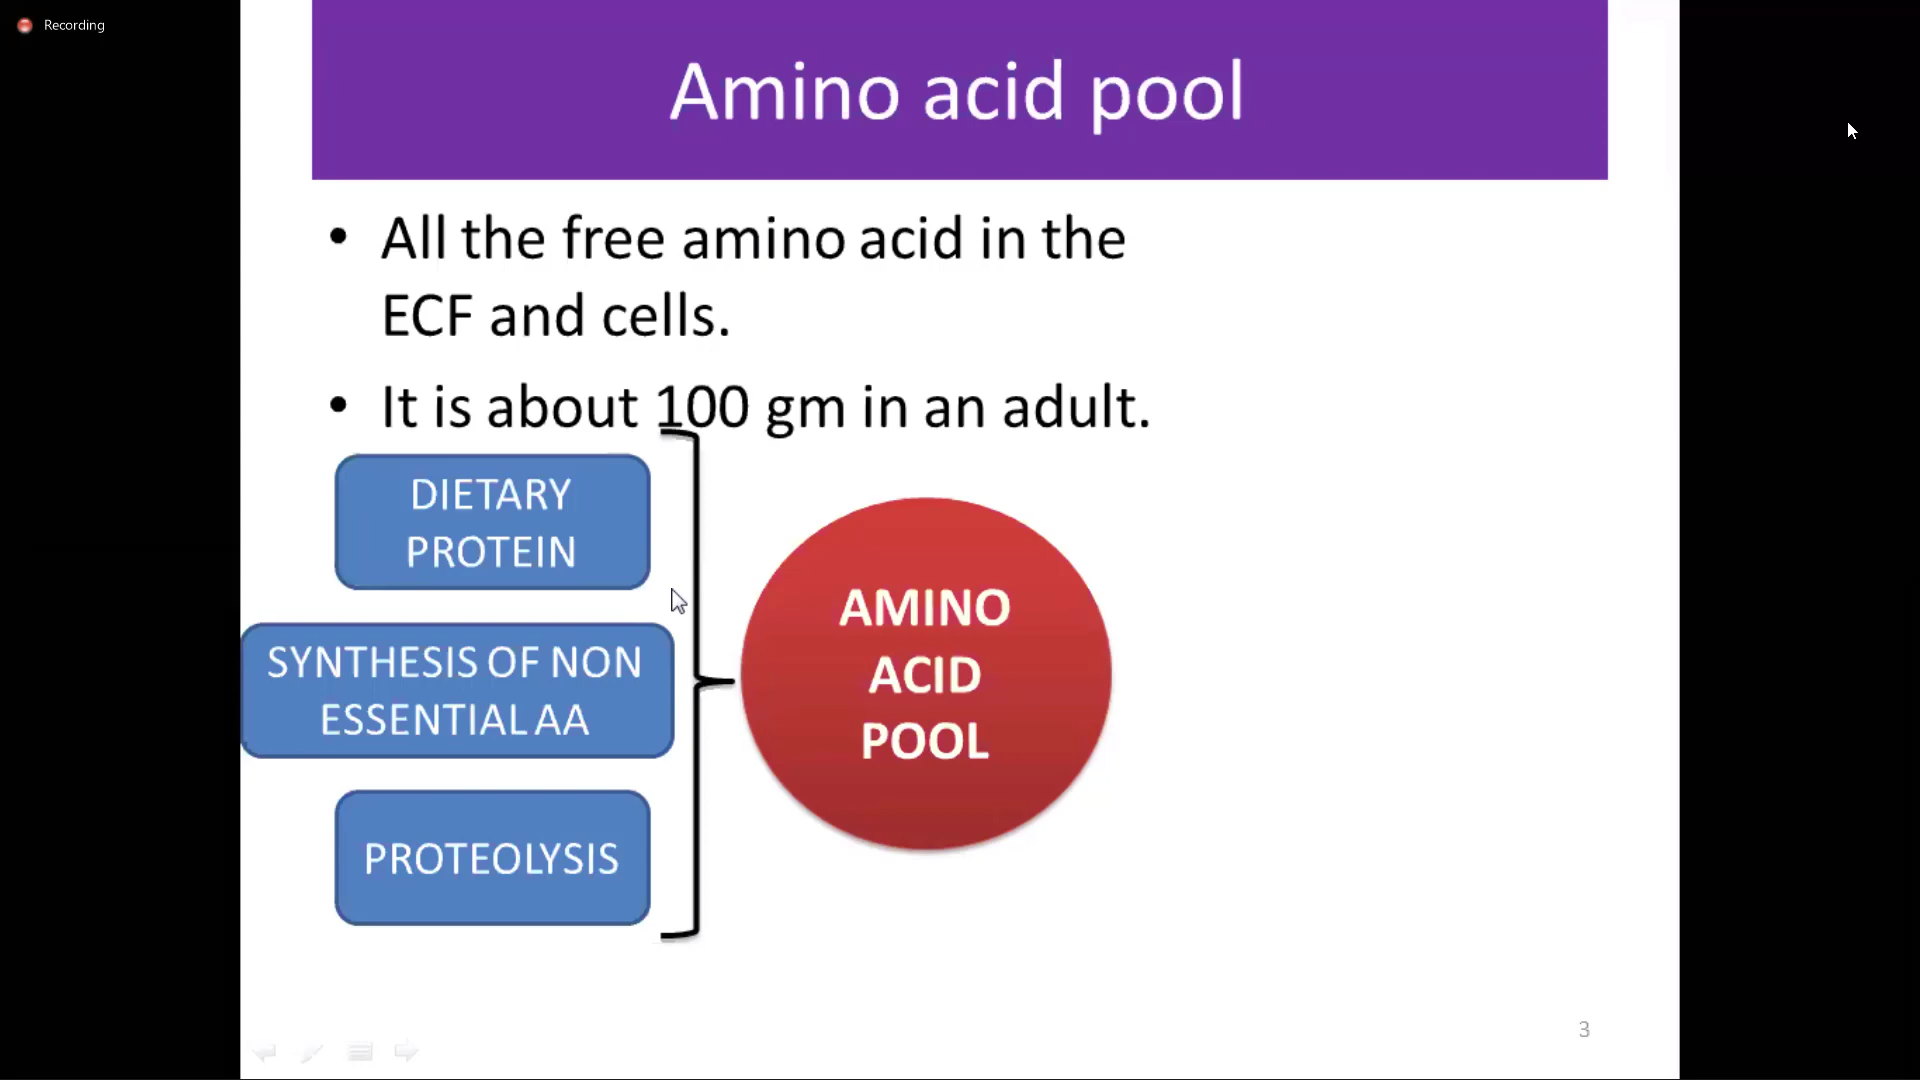 Recording
Amino acid pool
• All the free amino acid in the
ECF and cells.
• It is about 100 gm in an adult.
DIETARY
PROTEIN
SYNTHESIS OF NON
ESSENTIAL AA
PROTEOLYSIS
AMINO
ACID
POOL
3